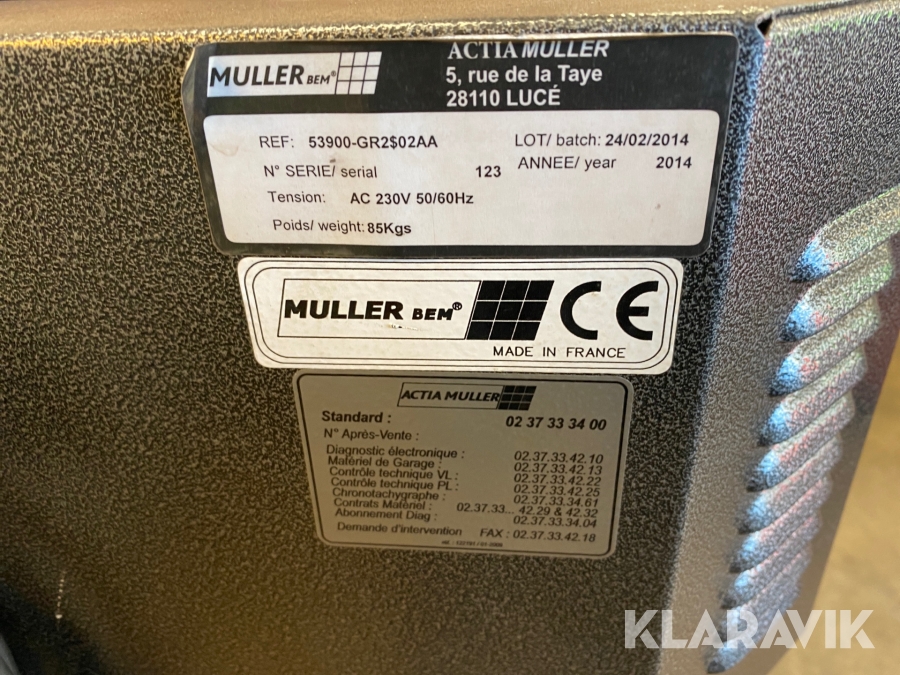 MULLER BEM®
ACTIA MULLER
5, rue de la Taye
28110 LUCÉ
REF: 53900-GR2$02AA
LOT/ batch: 24/02/2014
N° SERIE/ serial 123
ANNEE/ year 2014
Tension: AC 230V 50/60Hz
Poids/ weight: 85Kgs
MULLER BEM®
CE
MADE IN FRANCE
ACTIA MULLER
Standard : 02 37 33 34 00
N° Après-Vente :
Diagnostic électronique : 02.37.33.42.10
Matériel de Garage : 02.37.33.42.13
Contrôle technique VL : 02.37.33.42.22
Contrôle technique PL : 02.37.33.42.25
Chronotachygraphe : 02.37.33.34.61
Contrats Matériel : 02.37.33... 42.29 & 42.32
Abonnement Diag : 02.37.33.34.04
Demande d'intervention FAX : 02.37.33.42.18
KLARAVIK